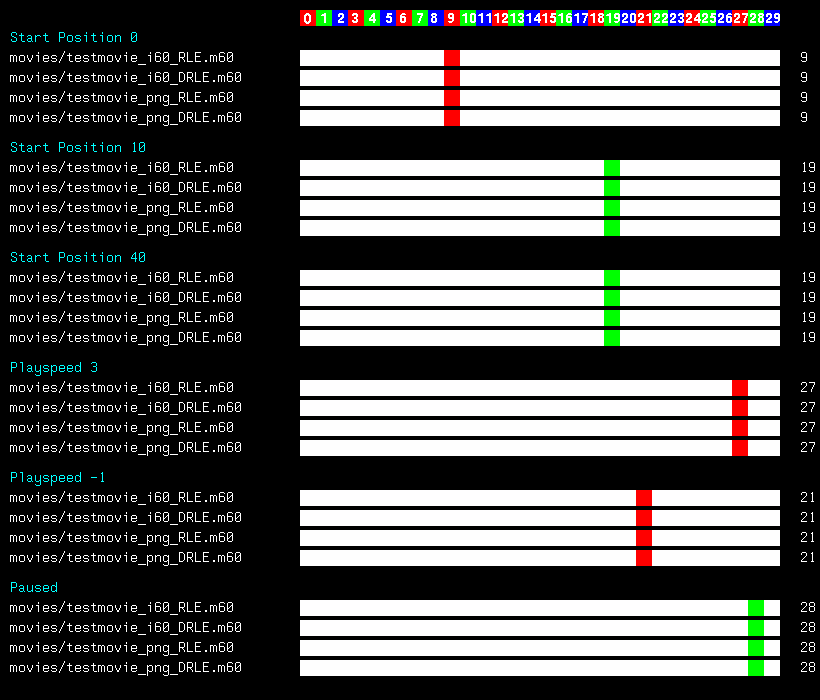 0 1 2 3 4 5 6 7 8 9 10 11 12 13 14 15 16 17 18 19 20 21 22 23 24 25 26 27 28 29
Start Position 0
movies/testmovie_i60_RLE.m60 9
movies/testmovie_i60_DRLE.m60 9
movies/testmovie_png_RLE.m60 9
movies/testmovie_png_DRLE.m60 9
Start Position 10
movies/testmovie_i60_RLE.m60 19
movies/testmovie_i60_DRLE.m60 19
movies/testmovie_png_RLE.m60 19
movies/testmovie_png_DRLE.m60 19
Start Position 40
movies/testmovie_i60_RLE.m60 19
movies/testmovie_i60_DRLE.m60 19
movies/testmovie_png_RLE.m60 19
movies/testmovie_png_DRLE.m60 19
Playspeed 3
movies/testmovie_i60_RLE.m60 27
movies/testmovie_i60_DRLE.m60 27
movies/testmovie_png_RLE.m60 27
movies/testmovie_png_DRLE.m60 27
Playspeed -1
movies/testmovie_i60_RLE.m60 21
movies/testmovie_i60_DRLE.m60 21
movies/testmovie_png_RLE.m60 21
movies/testmovie_png_DRLE.m60 21
Paused
movies/testmovie_i60_RLE.m60 28
movies/testmovie_i60_DRLE.m60 28
movies/testmovie_png_RLE.m60 28
movies/testmovie_png_DRLE.m60 28